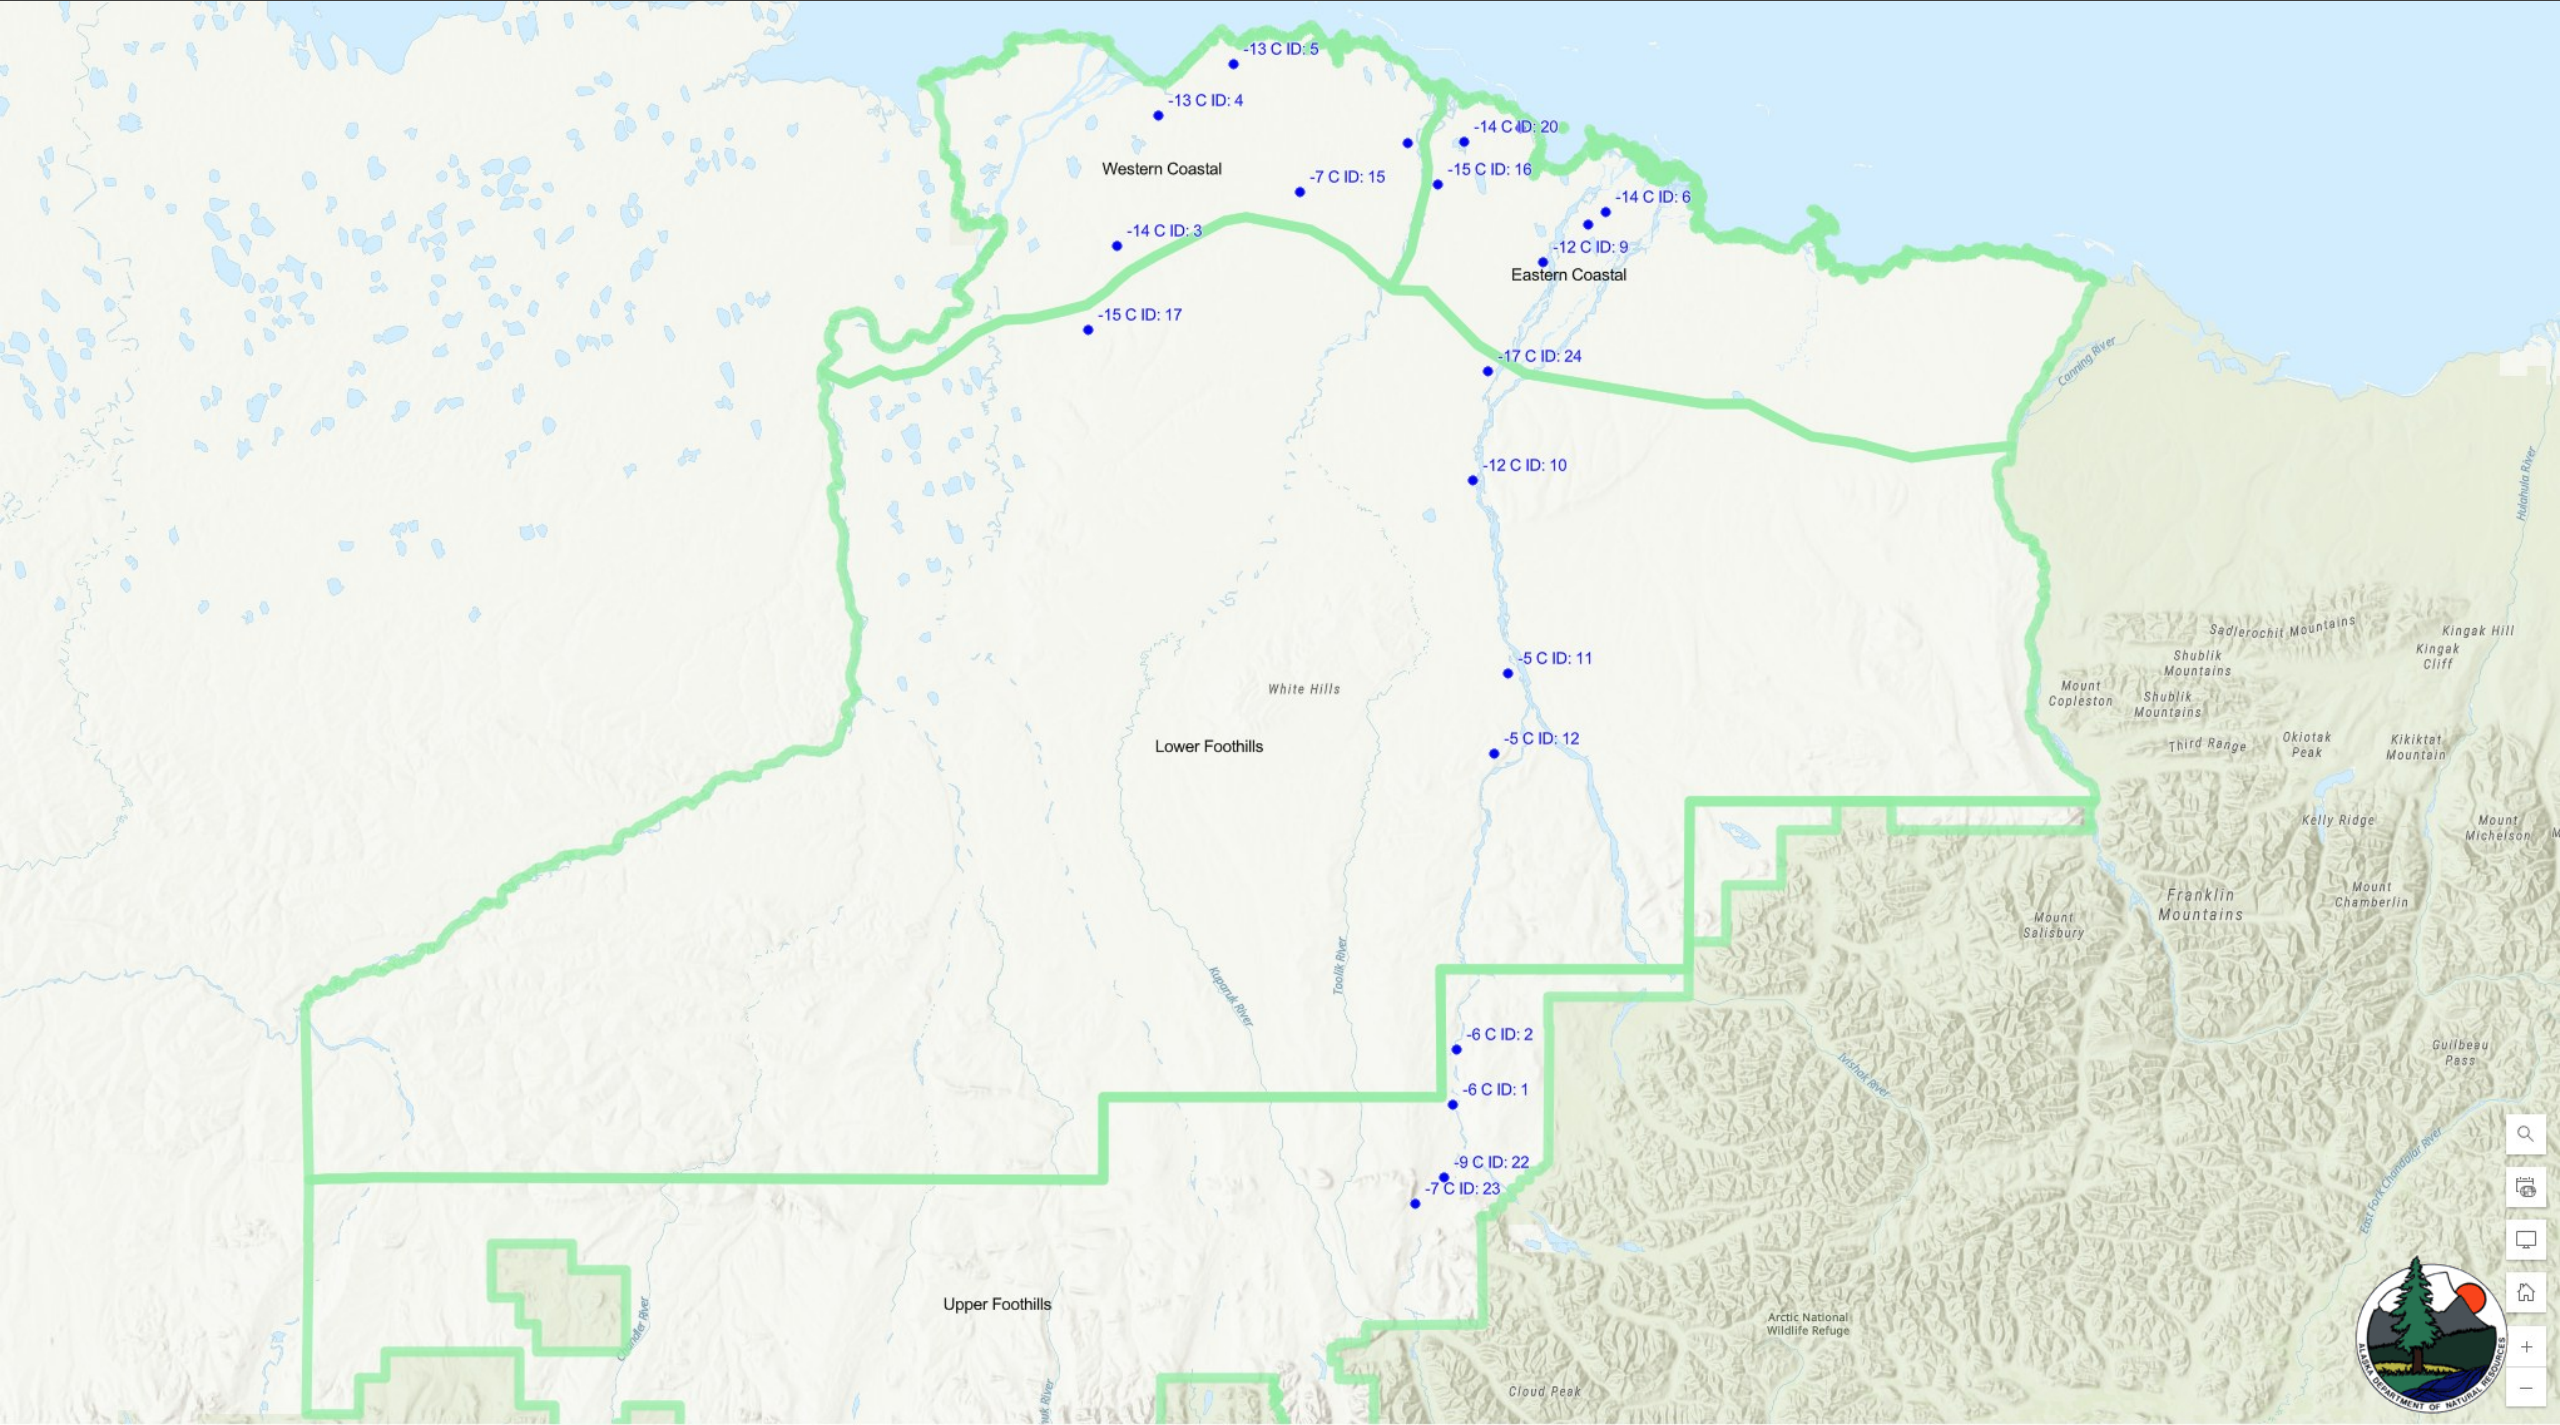 -13 C ID: 5
-13 C ID: 4
-14 C ID: 20
Western Coastal
-15 C ID: 16
-7 C ID: 15
-14 C ID: 6
-14 C ID: 3
-12 C ID: 9
Eastern Coastal
-15 C ID: 17
-17 C ID: 24
Canning River
-12 C ID: 10
Hulahula River
Sadlerochit Mountains
Kingak Hill
Kingak
Cliff
Shublik
Mountains
-5 C ID: 11
White Hills
Mount
Copleston
Shublik
Mountains
-5 C ID: 12
Lower Foothills
Third Range
Okiotak
Peak
Kikiktat
Mountain
Kelly Ridge
Mount
Michelson
Franklin
Mountains
Mount
Chamberlin
Mount
Salisbury
Kuparuk River
Toolik River
-6 C ID: 2
Guilbeau
Pass
Ivishak River
-6 C ID: 1
East Fork Chandalar River
-9 C ID: 22
-7 C ID: 23
Upper Foothills
Chandler River
Arctic National
Wildlife Refuge
Cloud Peak
River
ALASKA DEPARTMENT OF NATURAL RESOURCES